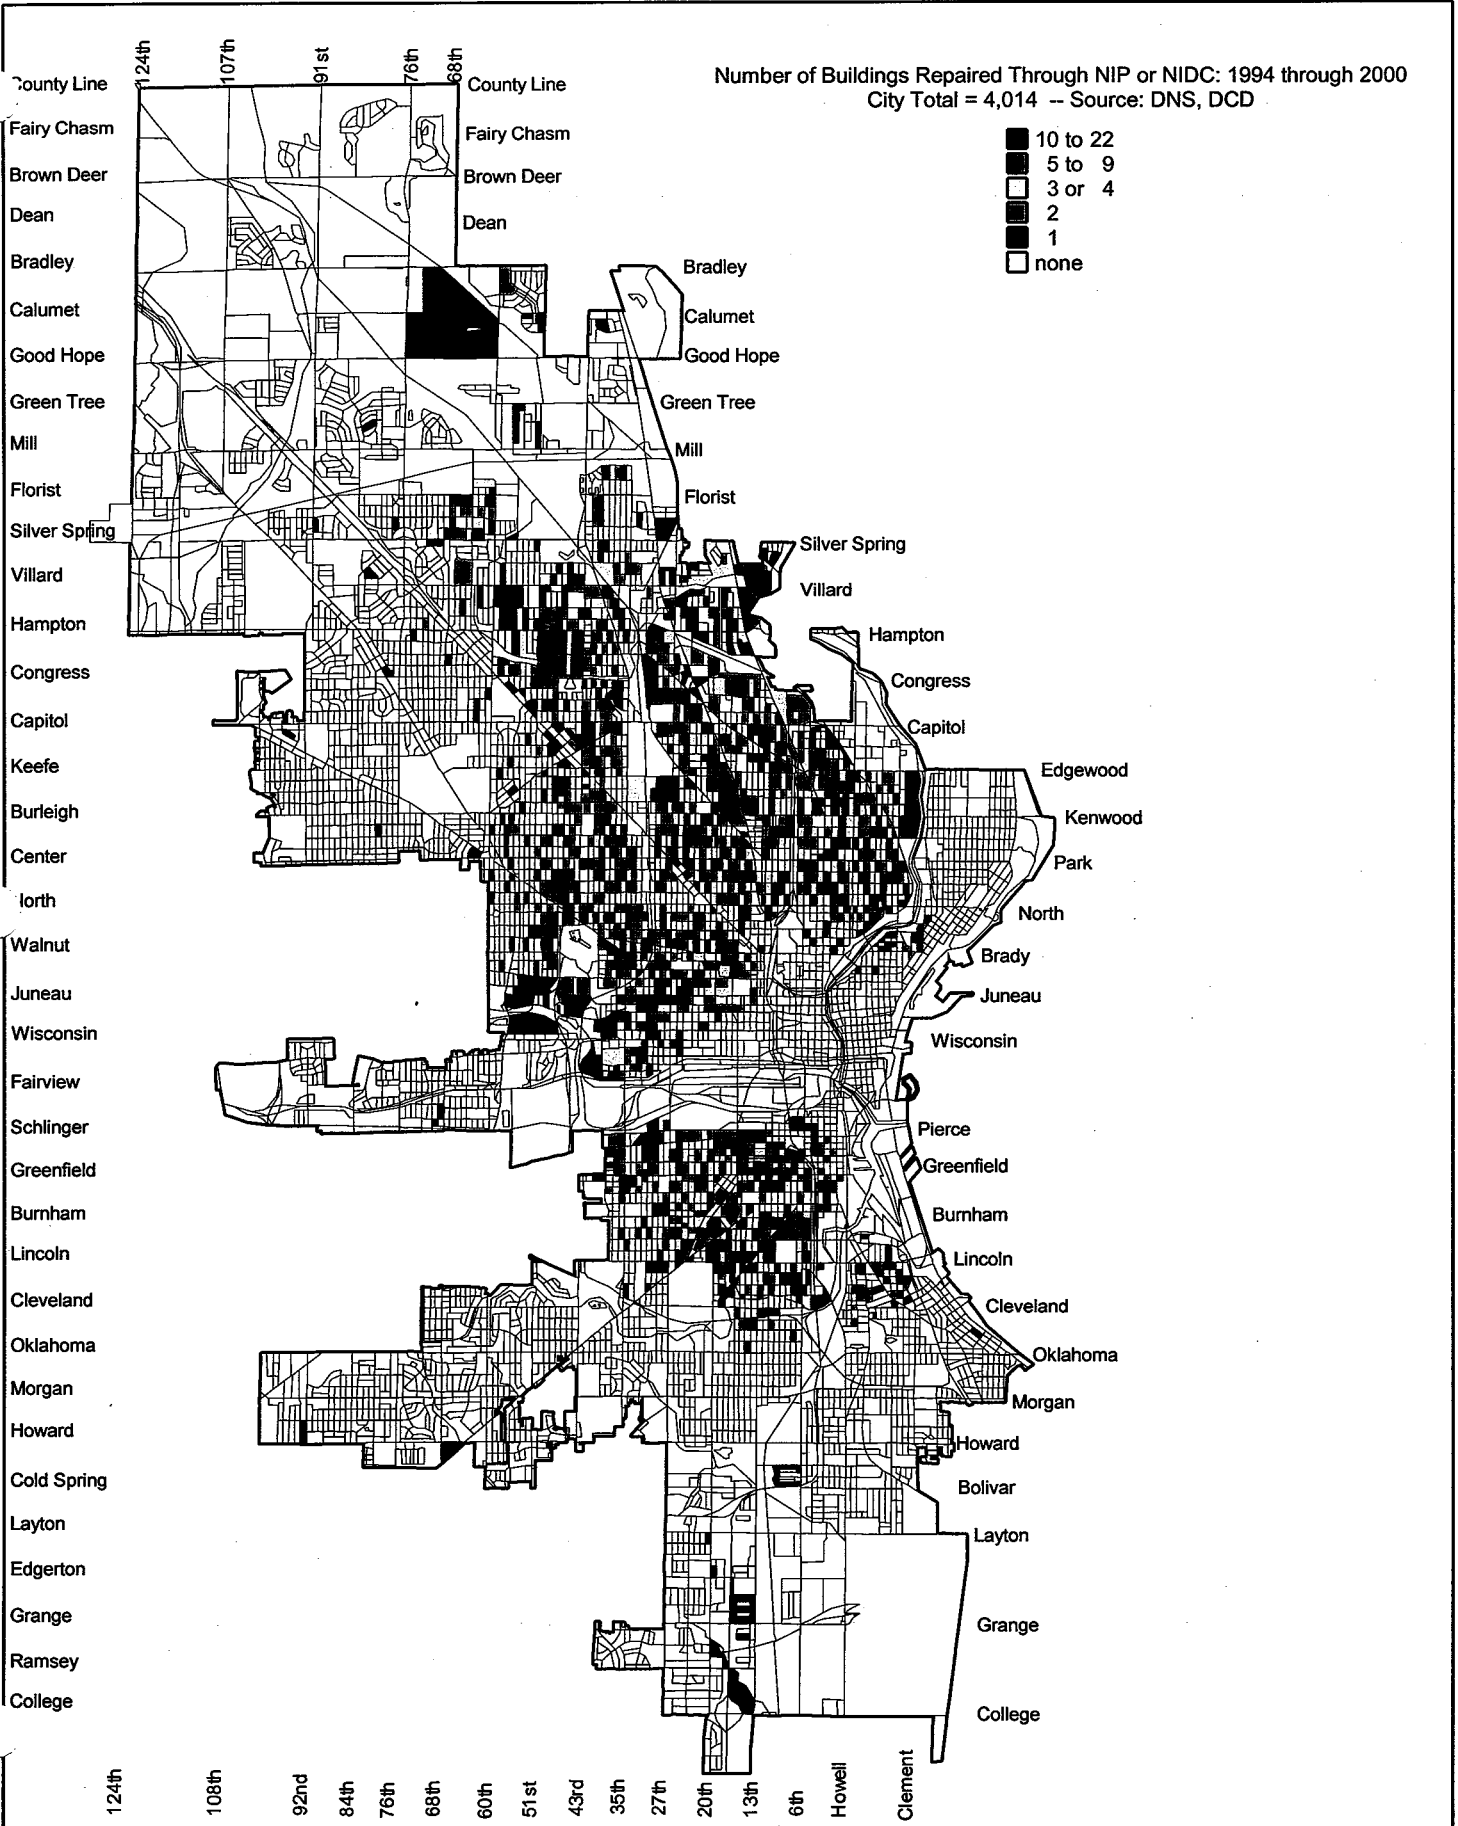 124th
107th
91st
76th
68th
County Line
County Line
Number of Buildings Repaired Through NIP or NIDC: 1994 through 2000
City Total = 4,014 -- Source: DNS, DCD
10 to 22
5 to 9
3 or 4
2
1
none
Fairy Chasm
Fairy Chasm
Brown Deer
Brown Deer
Dean
Dean
Bradley
Bradley
Calumet
Calumet
Good Hope
Good Hope
Green Tree
Green Tree
Mill
Mill
Florist
Florist
Silver Spring
Silver Spring
Villard
Villard
Hampton
Hampton
Congress
Congress
Capitol
Capitol
Keefe
Edgewood
Burleigh
Kenwood
Center
Park
lorth
North
Walnut
Brady
Juneau
Juneau
Wisconsin
Wisconsin
Fairview
Schlinger
Pierce
Greenfield
Greenfield
Burnham
Burnham
Lincoln
Lincoln
Cleveland
Cleveland
Oklahoma
Oklahoma
Morgan
Morgan
Howard
Howard
Cold Spring
Bolivar
Layton
Layton
Edgerton
Grange
Grange
Ramsey
College
College
124th
108th
92nd
84th
76th
68th
60th
51st
43rd
35th
27th
20th
13th
6th
Howell
Clement